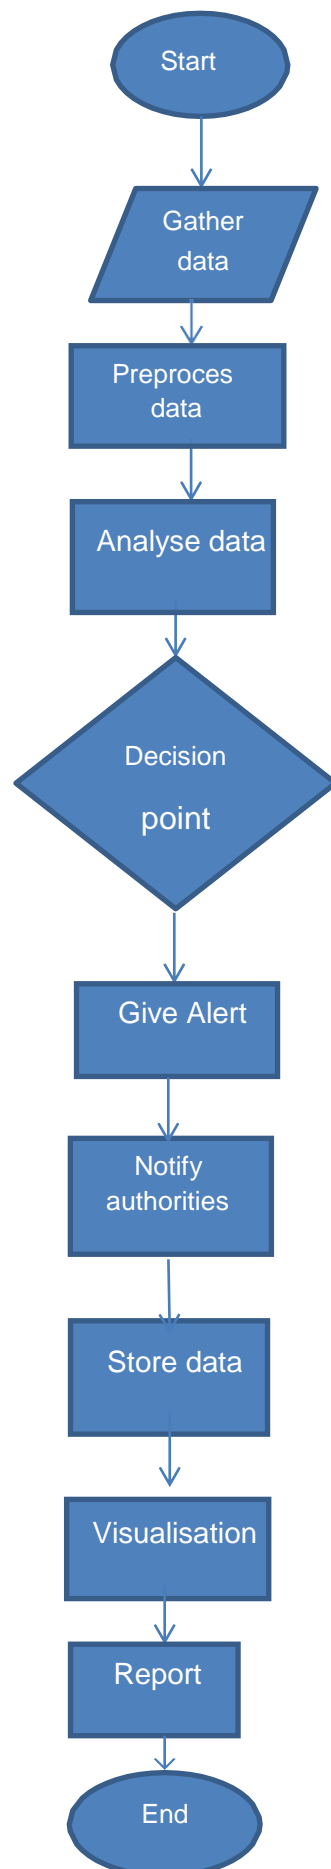 Start
Gather
data
Preproces
data
Analyse data
Decision
point
Give Alert
Notify
authorities
Store data
Visualisation
Report
End